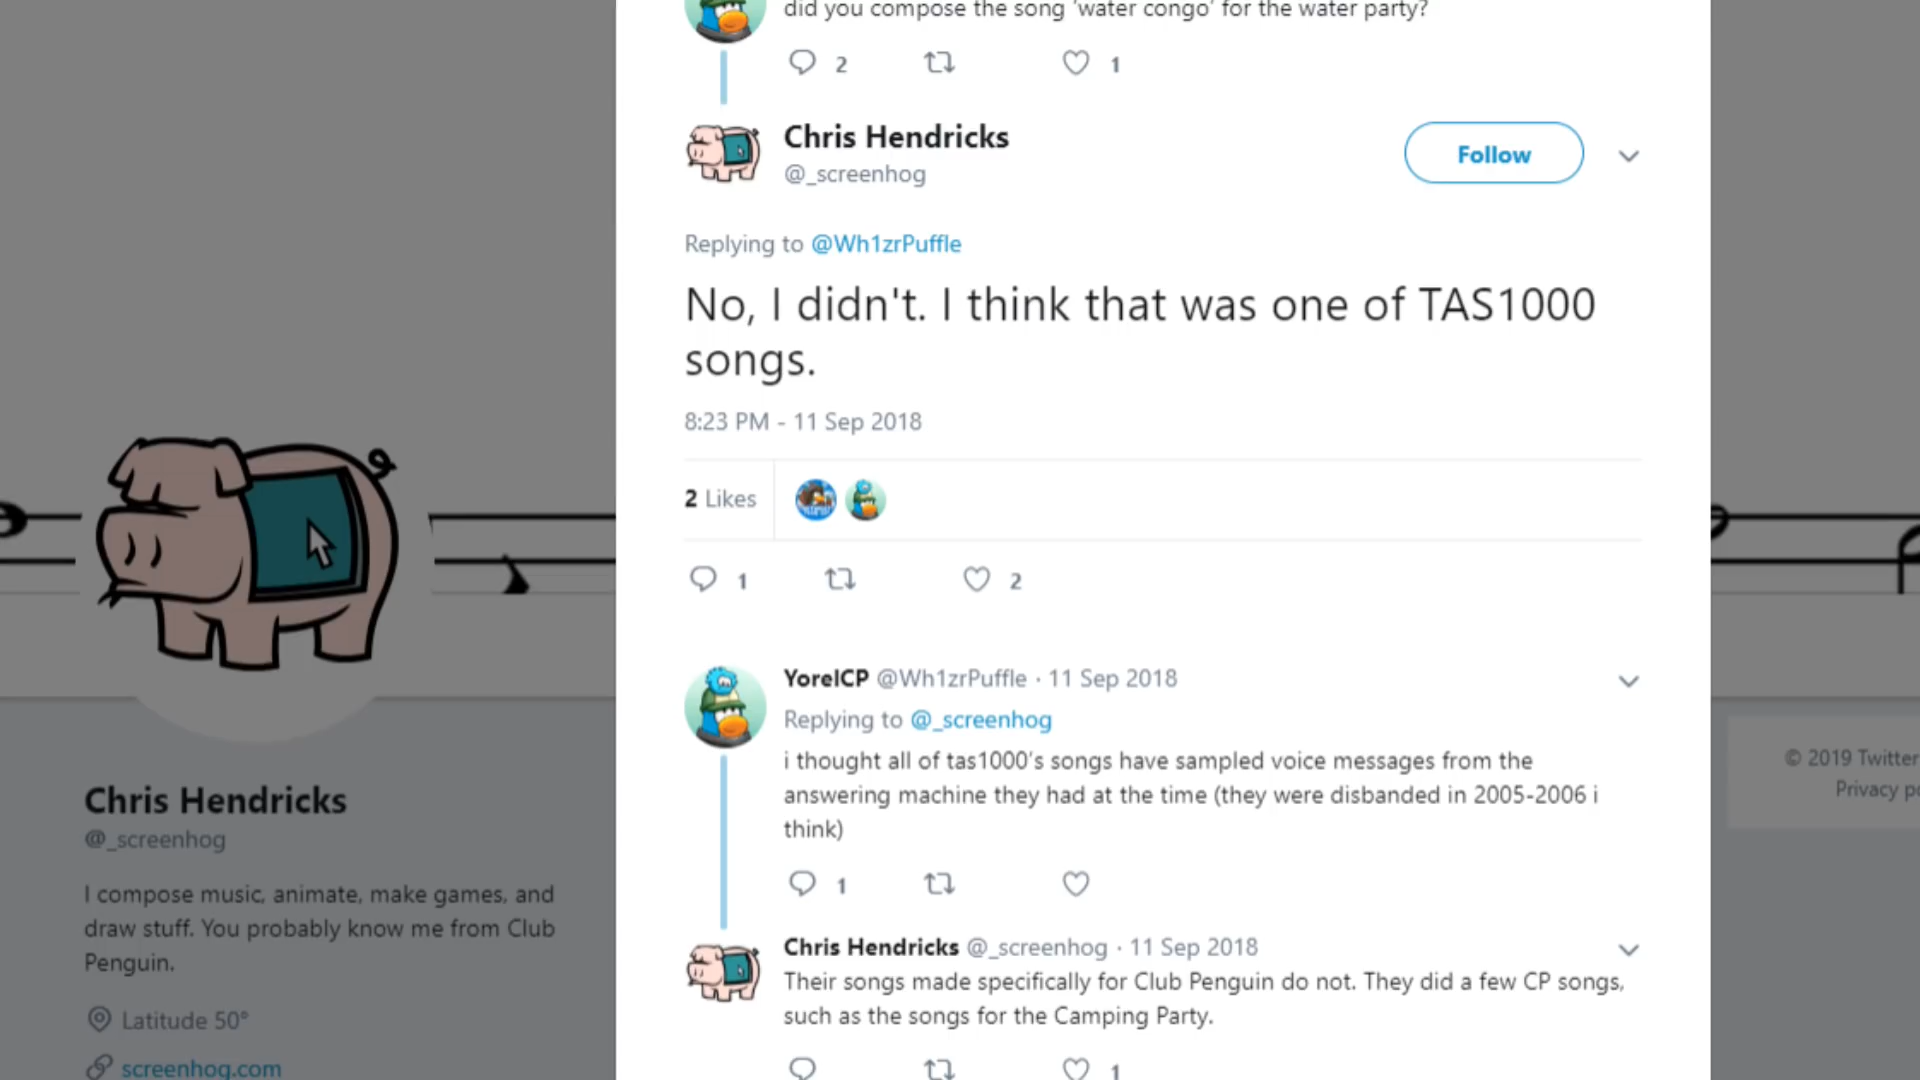 did you compose the song 'water congo' for the water party?
2 1
Chris Hendricks
@_screenhog
Follow
Replying to @Wh1zrPuffle
No, I didn't. I think that was one of TAS1000
songs.
8:23 PM - 11 Sep 2018
2 Likes
1 2
YorelCP @Wh1zrPuffle · 11 Sep 2018
Replying to @_screenhog
i thought all of tas1000's songs have sampled voice messages from the
answering machine they had at the time (they were disbanded in 2005-2006 i
think)
1
Chris Hendricks @_screenhog · 11 Sep 2018
Their songs made specifically for Club Penguin do not. They did a few CP songs,
such as the songs for the Camping Party.
1
Chris Hendricks
@_screenhog
I compose music, animate, make games, and
draw stuff. You probably know me from Club
Penguin.
Latitude 50°
screenhog.com
© 2019 Twitter
Privacy